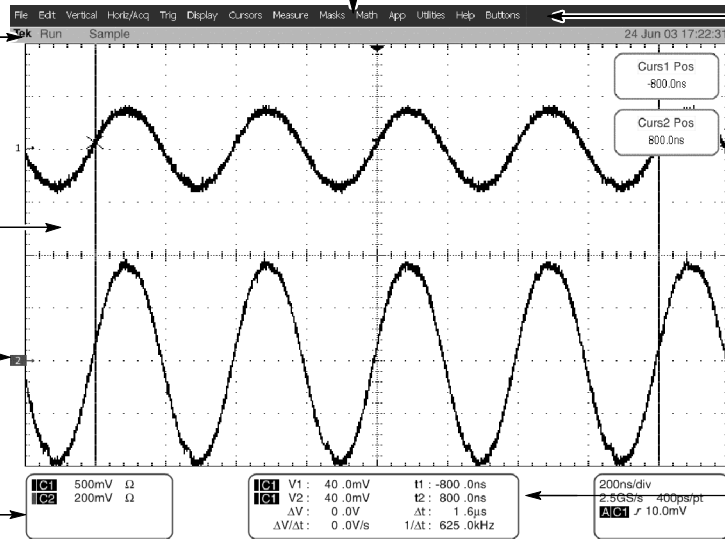 File Edit Vertical Horiz/Acq Trig Display Cursors Measure Masks Math App Utilities Help Buttons
Tek Run Sample 24 Jun 03 17:22:31
Curs1 Pos
-800.0ns
Curs2 Pos
800.0ns
1
2
C1 500mV Ω
C2 200mV Ω
C1 V1 : 40 .0mV t1 : -800 .0ns
C1 V2 : 40 .0mV t2 : 800 .0ns
ΔV : 0 .0V Δt : 1 .6µs
ΔV/Δt : 0 .0V/s 1/Δt : 625 .0kHz
200ns/div
2.5GS/s 400ps/pt
A C1 10.0mV